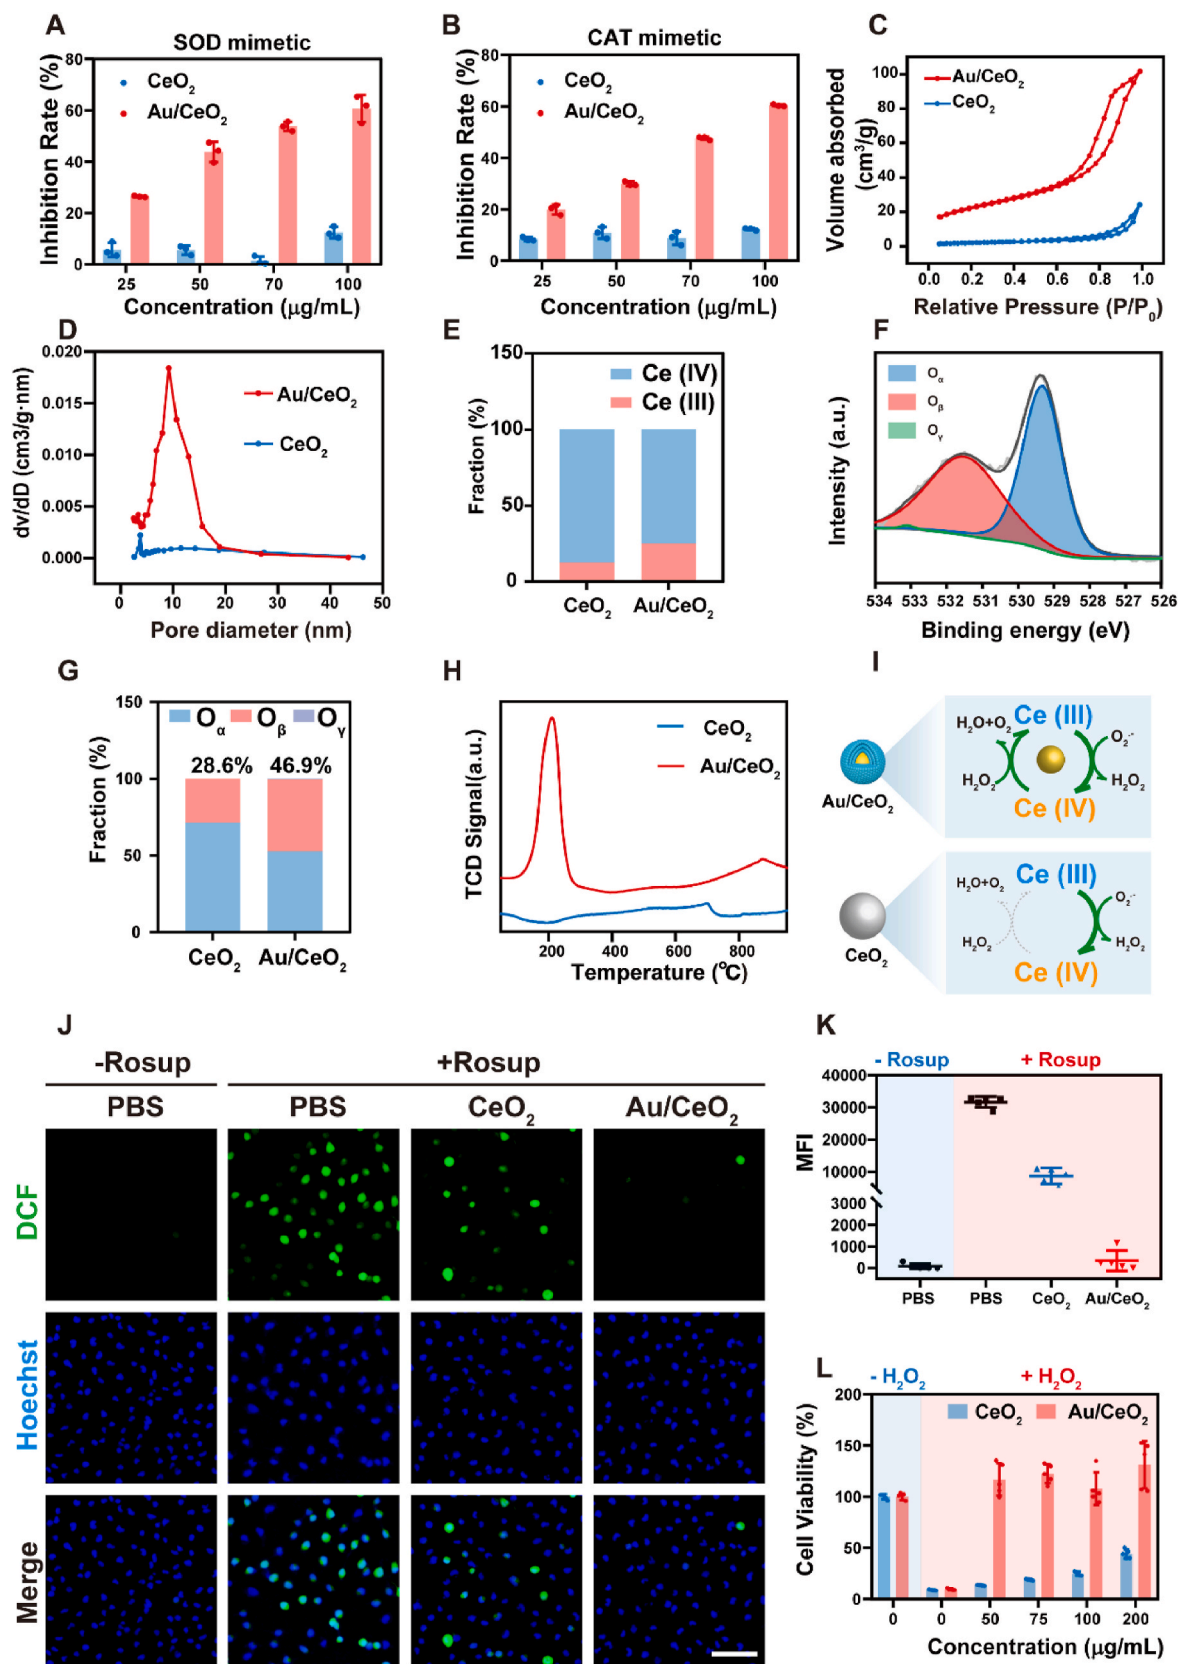 A
SOD mimetic
Inhibition Rate (%)
80
60
40
20
0
CeO₂
Au/CeO₂
25 50 70 100
Concentration (μg/mL)
B
CAT mimetic
Inhibition Rate (%)
80
60
40
20
0
CeO₂
Au/CeO₂
25 50 70 100
Concentration (μg/mL)
C
Volume absorbed
(cm³/g)
100
50
0
Au/CeO₂
CeO₂
0.0 0.2 0.4 0.6 0.8 1.0
Relative Pressure (P/P₀)
D
dv/dD (cm3/g·nm)
0.020
0.015
0.010
0.005
0.000
Au/CeO₂
CeO₂
0 10 20 30 40 50
Pore diameter (nm)
E
Fraction (%)
150
100
50
0
Ce (IV)
Ce (III)
CeO₂ Au/CeO₂
F
Intensity (a.u.)
Oα
Oβ
Oγ
534 533 532 531 530 529 528 527 526
Binding energy (eV)
G
Fraction (%)
150
100
50
0
Oα Oβ Oγ
28.6% 46.9%
CeO₂ Au/CeO₂
H
TCD Signal(a.u.)
CeO₂
Au/CeO₂
200 400 600 800
Temperature (℃)
I
Au/CeO₂
H₂O+O₂
Ce (III)
O₂·⁻
H₂O₂
H₂O₂
Ce (IV)
CeO₂
H₂O+O₂
Ce (III)
O₂·⁻
H₂O₂
H₂O₂
Ce (IV)
J
-Rosup +Rosup
PBS PBS CeO₂ Au/CeO₂
DCF
Hoechst
Merge
K
- Rosup + Rosup
MFI
40000
30000
20000
10000
3000
2000
1000
0
PBS PBS CeO₂ Au/CeO₂
L
- H₂O₂ + H₂O₂
Cell Viability (%)
200
150
100
50
0
CeO₂ Au/CeO₂
0 0 50 75 100 200
Concentration (μg/mL)